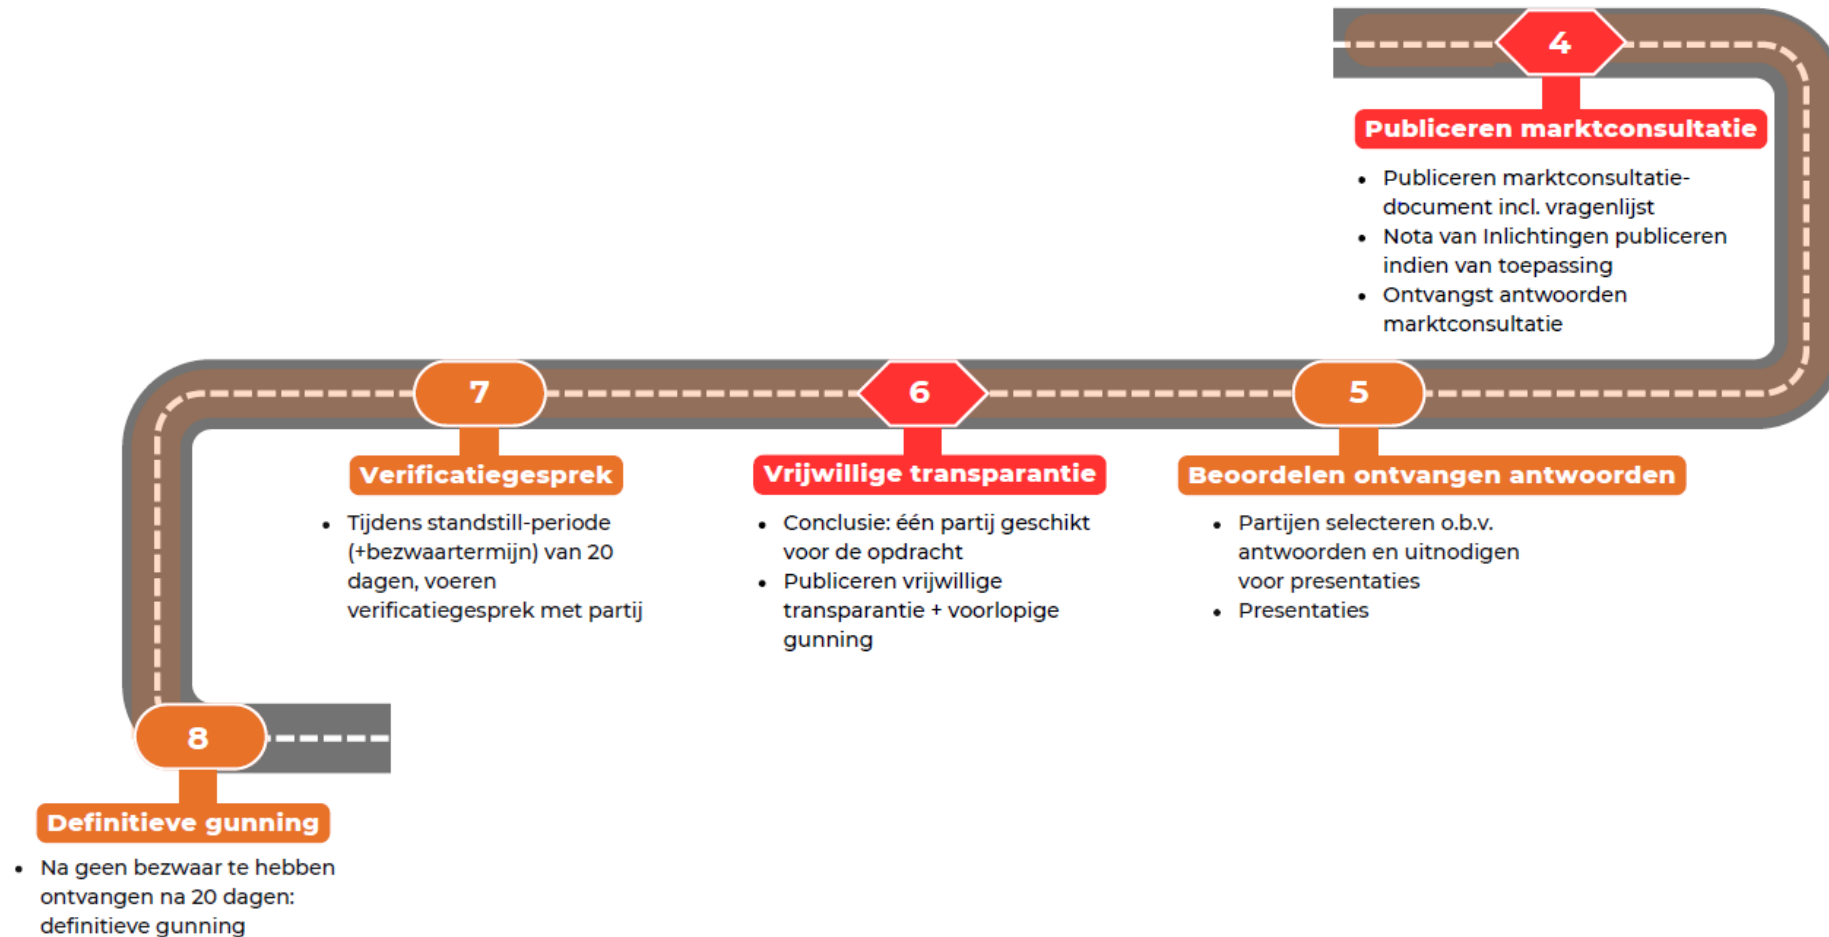 4
Publiceren marktconsultatie
• Publiceren marktconsultatie-
document incl. vragenlijst
• Nota van Inlichtingen publiceren
indien van toepassing
• Ontvangst antwoorden
marktconsultatie
5
Beoordelen ontvangen antwoorden
• Partijen selecteren o.b.v.
antwoorden en uitnodigen
voor presentaties
• Presentaties
6
Vrijwillige transparantie
• Conclusie: één partij geschikt
voor de opdracht
• Publiceren vrijwillige
transparantie + voorlopige
gunning
7
Verificatiegesprek
• Tijdens standstill-periode
(+bezwaartermijn) van 20
dagen, voeren
verificatiegesprek met partij
8
Definitieve gunning
• Na geen bezwaar te hebben
ontvangen na 20 dagen:
definitieve gunning